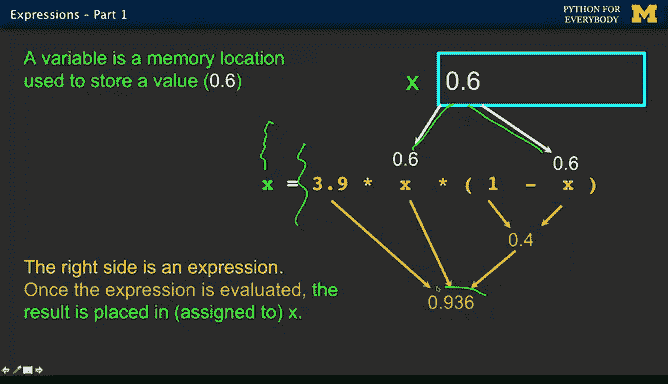 Expressions - Part 1
PYTHON FOR
EVERYBODY
M
A variable is a memory location
used to store a value (0.6)
x
0.6
0.6
0.6
x = 3.9 * x * ( 1 - x )
0.4
The right side is an expression.
Once the expression is evaluated, the
result is placed in (assigned to) x.
0.936